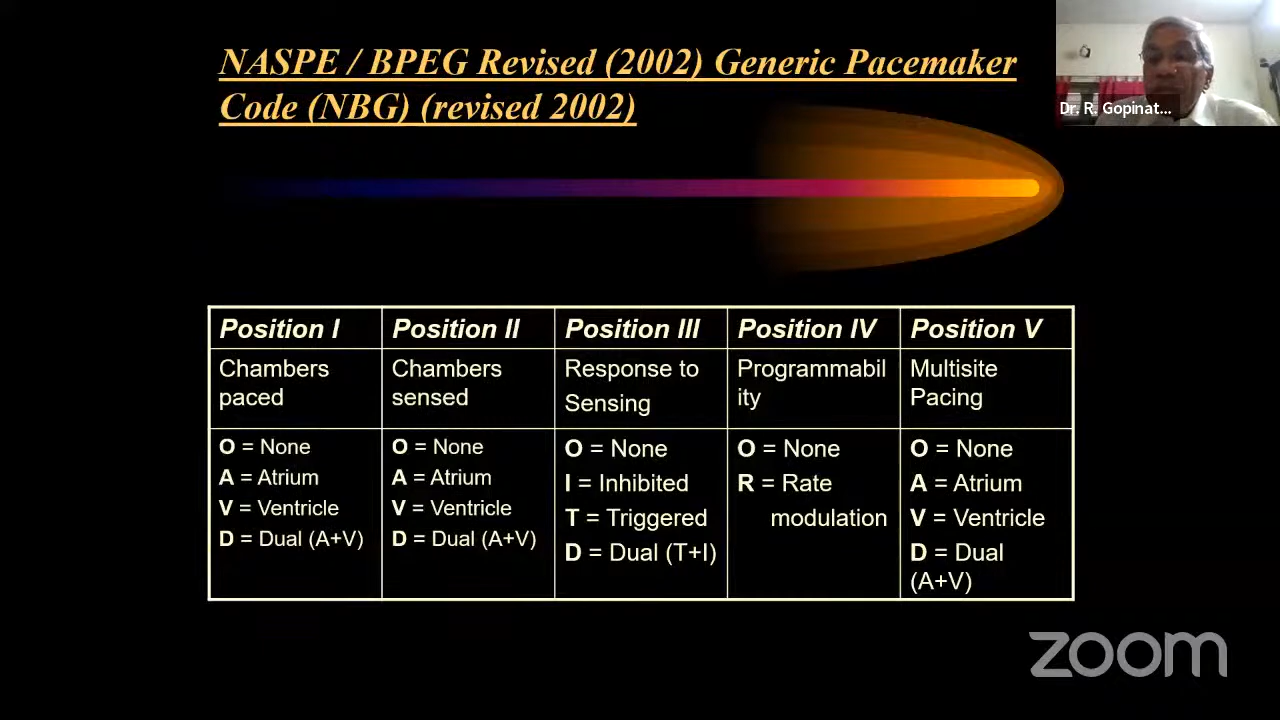 NASPE / BPEG Revised (2002) Generic Pacemaker
Code (NBG) (revised 2002)
Dr. R. Gopinat...
Position I
Position II
Position III
Position IV
Position V
Chambers
paced
Chambers
sensed
Response to
Sensing
Programmabil
ity
Multisite
Pacing
O = None
A = Atrium
V = Ventricle
D = Dual (A+V)
O = None
A = Atrium
V = Ventricle
D = Dual (A+V)
O = None
I = Inhibited
T = Triggered
D = Dual (T+I)
O = None
R = Rate
modulation
O = None
A = Atrium
V = Ventricle
D = Dual
(A+V)
zoom